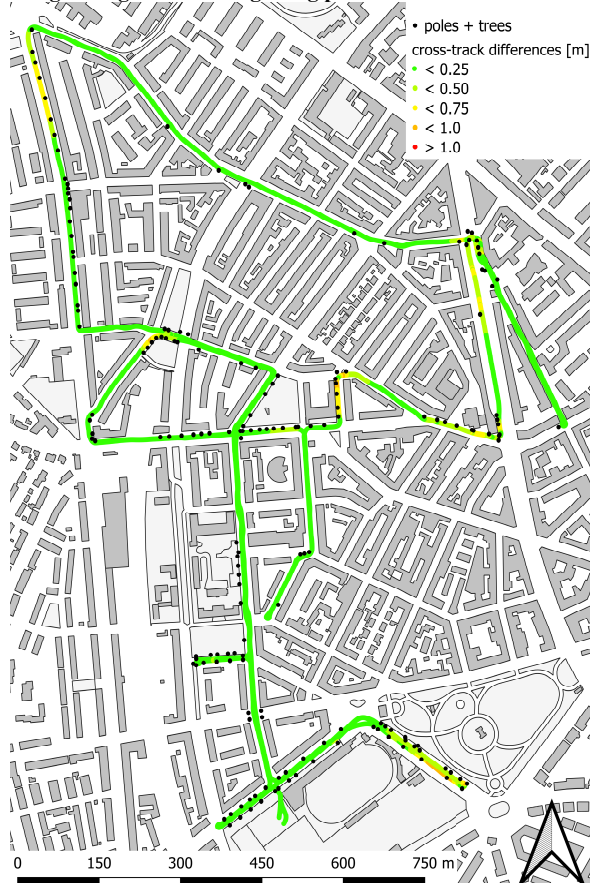 poles + trees
cross-track differences [m]
< 0.25
< 0.50
< 0.75
< 1.0
> 1.0
0 150 300 450 600 750 m